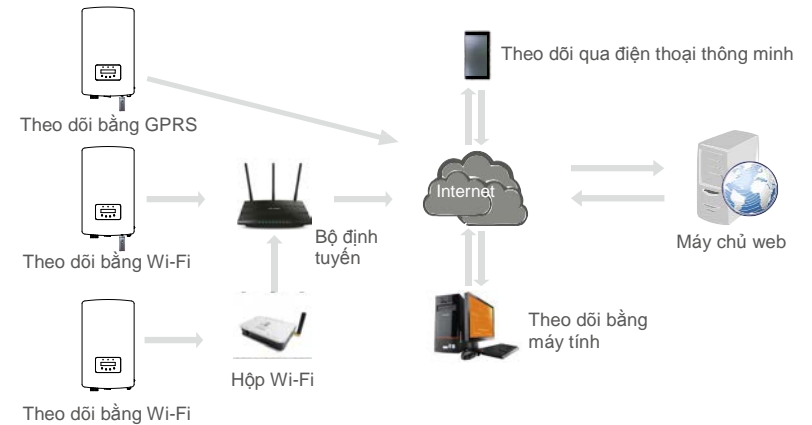 Theo dõi qua điện thoại thông minh
Theo dõi bằng GPRS
Internet
Bộ định
tuyến
Máy chủ web
Theo dõi bằng Wi-Fi
Theo dõi bằng
máy tính
Hộp Wi-Fi
Theo dõi bằng Wi-Fi